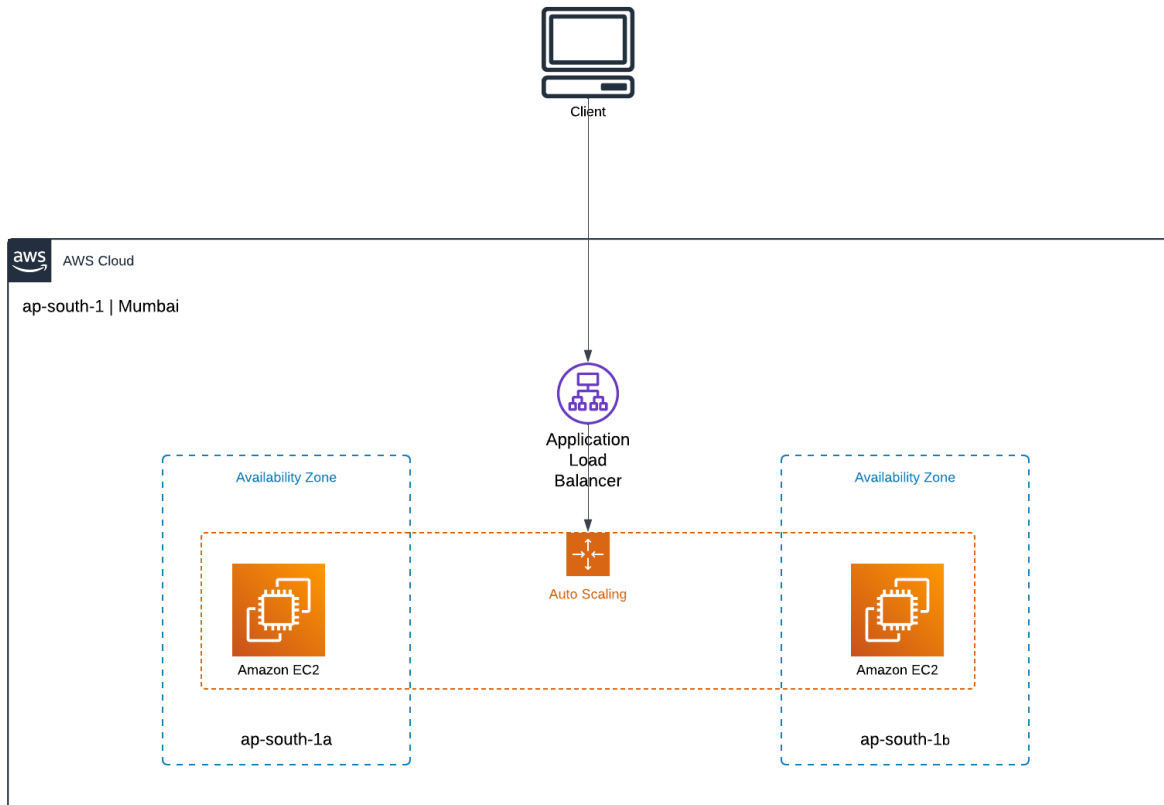 Client
aws
AWS Cloud
ap-south-1 | Mumbai
Application
Load
Balancer
Availability Zone
Availability Zone
Auto Scaling
Amazon EC2
Amazon EC2
ap-south-1a
ap-south-1b